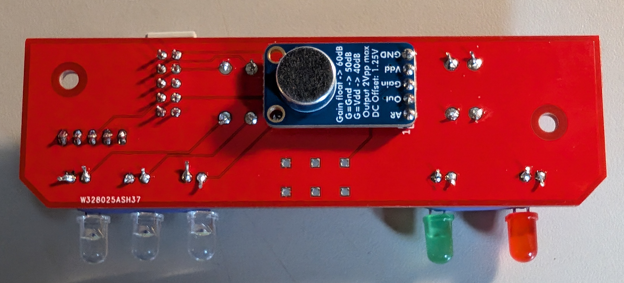 Gain float -> 60dB
G=Gnd -> 50dB
G=Vdd -> 40dB
Output 2Vpp max
DC Offset: 1.25V
GND
Vdd
Gain
Out
AR
1
W328025ASH37